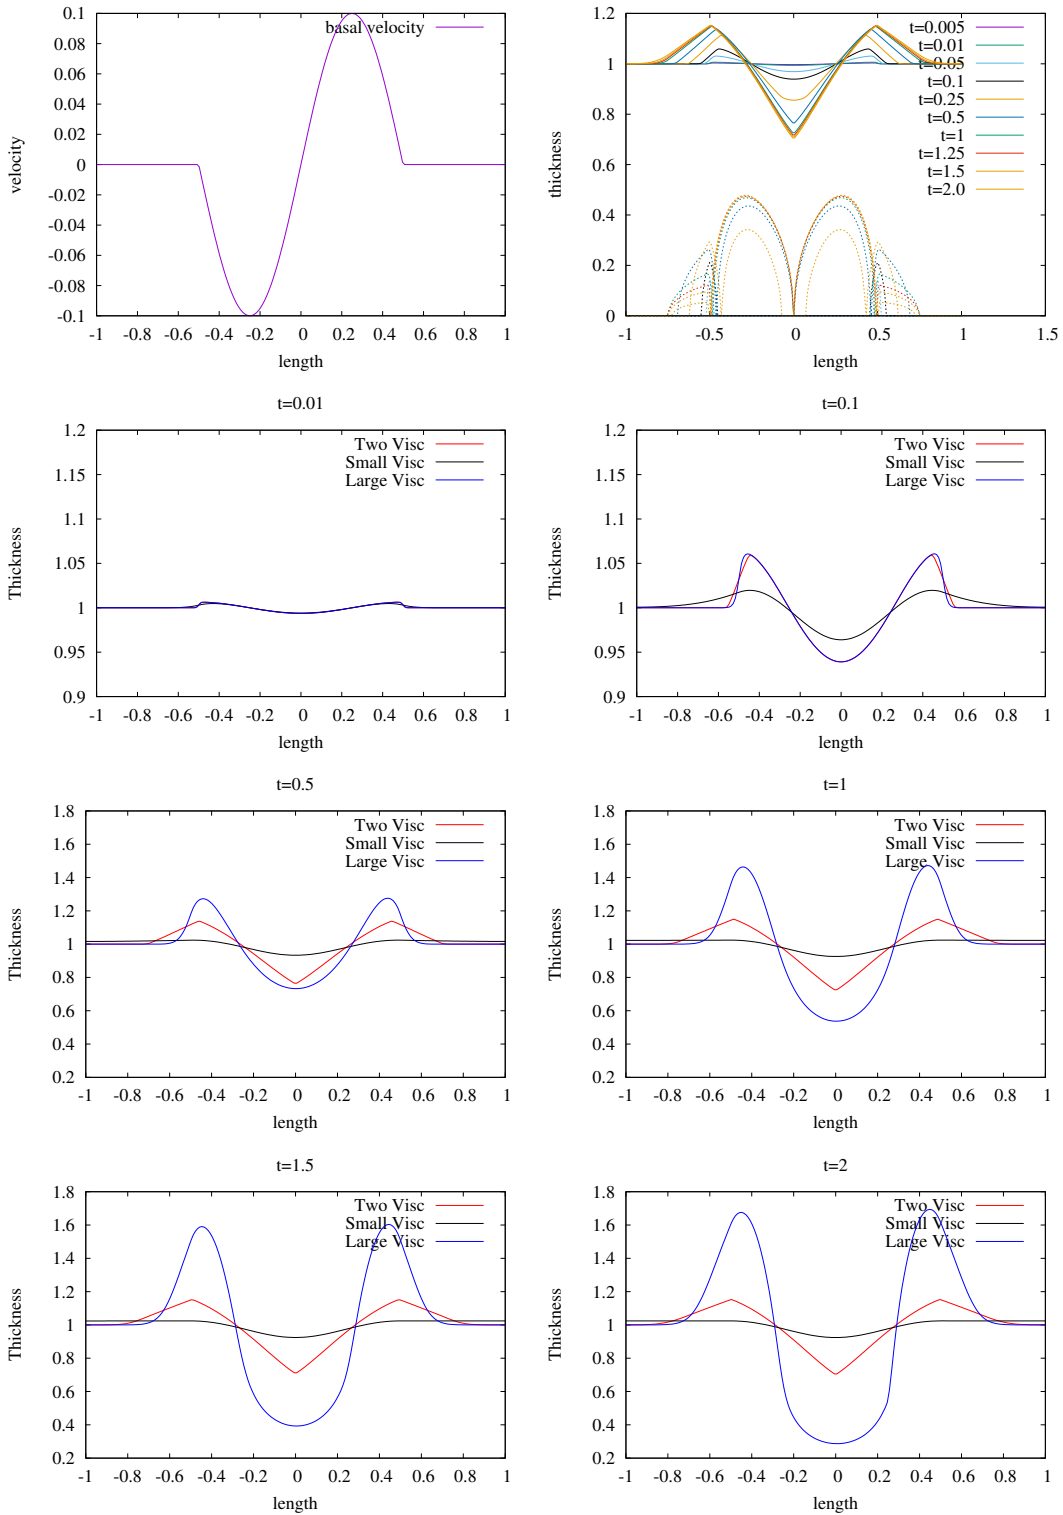 basal velocity
0.1
0.08
0.06
0.04
0.02
0
-0.02
-0.04
-0.06
-0.08
-0.1
velocity
-1 -0.8 -0.6 -0.4 -0.2 0 0.2 0.4 0.6 0.8 1
length
t=0.005
t=0.01
t=0.05
t=0.1
t=0.25
t=0.5
t=1
t=1.25
t=1.5
t=2.0
1.2
1
0.8
0.6
0.4
0.2
0
thickness
-1 -0.5 0 0.5 1 1.5
length
t=0.01
Two Visc
Small Visc
Large Visc
1.2
1.15
1.1
1.05
1
0.95
0.9
Thickness
-1 -0.8 -0.6 -0.4 -0.2 0 0.2 0.4 0.6 0.8 1
length
t=0.1
Two Visc
Small Visc
Large Visc
1.2
1.15
1.1
1.05
1
0.95
0.9
Thickness
-1 -0.8 -0.6 -0.4 -0.2 0 0.2 0.4 0.6 0.8 1
length
t=0.5
Two Visc
Small Visc
Large Visc
1.8
1.6
1.4
1.2
1
0.8
0.6
0.4
0.2
Thickness
-1 -0.8 -0.6 -0.4 -0.2 0 0.2 0.4 0.6 0.8 1
length
t=1
Two Visc
Small Visc
Large Visc
1.8
1.6
1.4
1.2
1
0.8
0.6
0.4
0.2
Thickness
-1 -0.8 -0.6 -0.4 -0.2 0 0.2 0.4 0.6 0.8 1
length
t=1.5
Two Visc
Small Visc
Large Visc
1.8
1.6
1.4
1.2
1
0.8
0.6
0.4
0.2
Thickness
-1 -0.8 -0.6 -0.4 -0.2 0 0.2 0.4 0.6 0.8 1
length
t=2
Two Visc
Small Visc
Large Visc
1.8
1.6
1.4
1.2
1
0.8
0.6
0.4
0.2
Thickness
-1 -0.8 -0.6 -0.4 -0.2 0 0.2 0.4 0.6 0.8 1
length